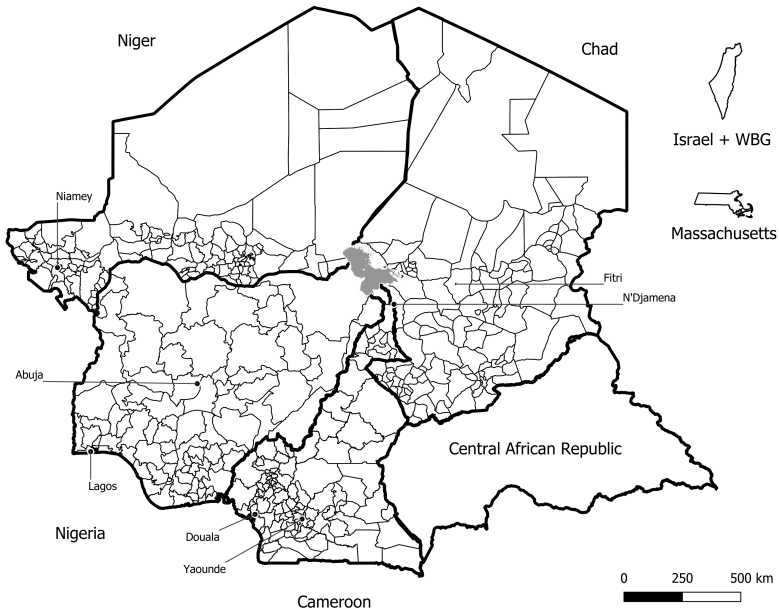 Niger
Chad
Israel + WBG
Niamey
Massachusetts
Fitri
N'Djamena
Abuja
Central African Republic
Lagos
Nigeria
Douala
Yaounde
0 250 500 km
Cameroon